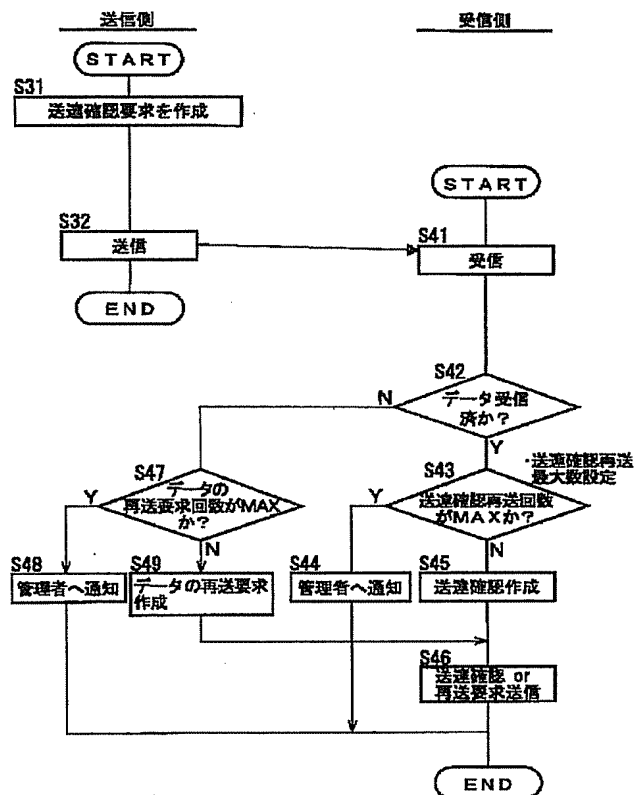 送信側
受信側
START
S31
送達確認要求を作成
START
S32
送信
S41
受信
END
S42
データ受信
済か？
N
Y
S47
データの
再送要求回数がMAX
か？
Y
N
S43
・送達確認再送
最大数設定
送達確認再送回数
がMAXか？
Y
N
S48
管理者へ通知
S49
データの再送要求
作成
S44
管理者へ通知
S45
送達確認作成
S46
送達確認 or
再送要求送信
END